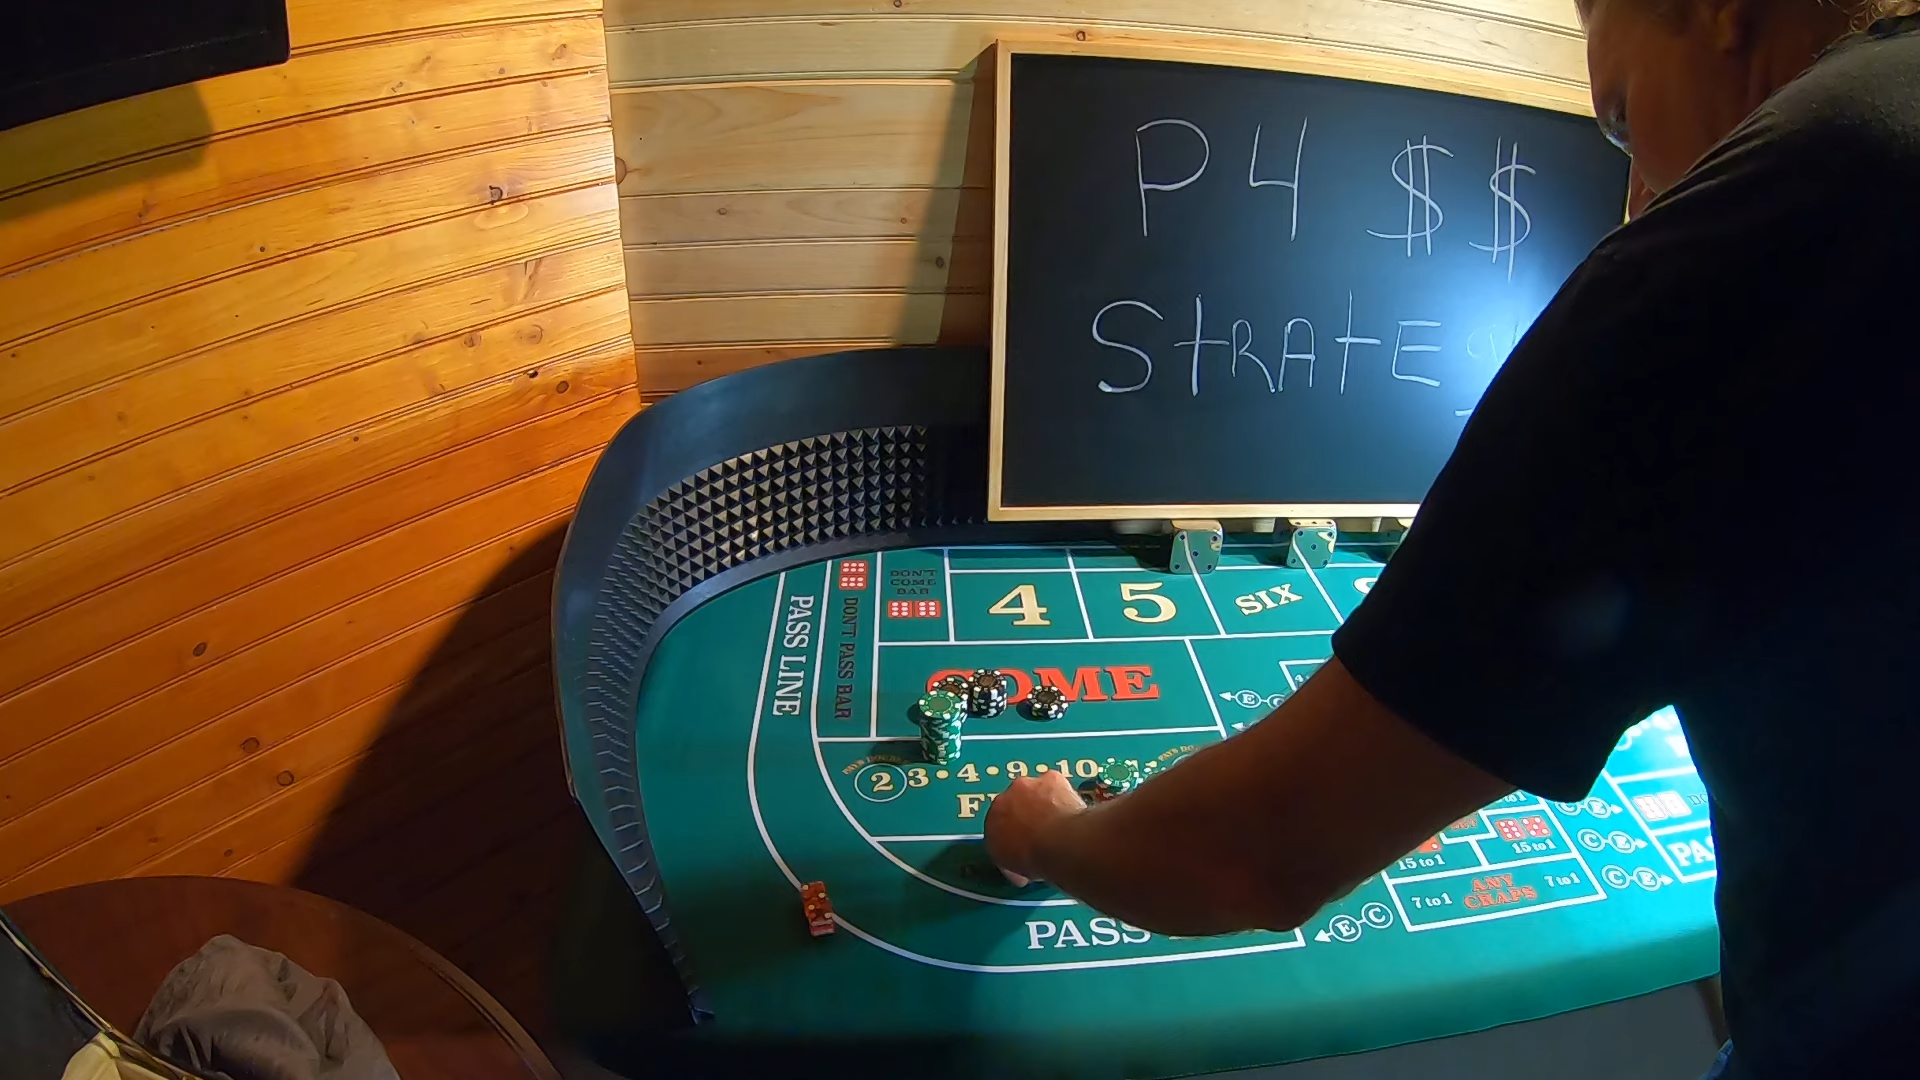 P4 $$
StRAtE
DON'T
COME
BAR
4
5
SIX
PASS LINE
DON'T PASS BAR
COME
E
2 3 • 4 • 9 • 10
15 to 1
15 to 1
7 to 1
ANY
CRAPS
7 to 1
C E
C E
C E
PAS
PASS
E C